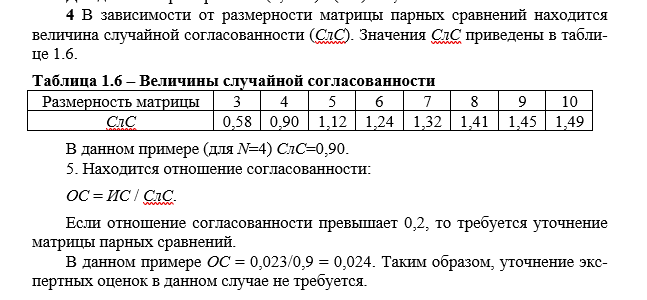 4 В зависимости от размерности матрицы парных сравнений находится
величина случайной согласованности (СлС). Значения СлС приведены в табли-
це 1.6.
Таблица 1.6 – Величины случайной согласованности
Размерность матрицы 3 4 5 6 7 8 9 10
СлС 0,58 0,90 1,12 1,24 1,32 1,41 1,45 1,49
В данном примере (для N=4) СлС=0,90.
5. Находится отношение согласованности:
ОС = ИС / СлС.
Если отношение согласованности превышает 0,2, то требуется уточнение
матрицы парных сравнений.
В данном примере ОС = 0,023/0,9 = 0,024. Таким образом, уточнение экс-
пертных оценок в данном случае не требуется.